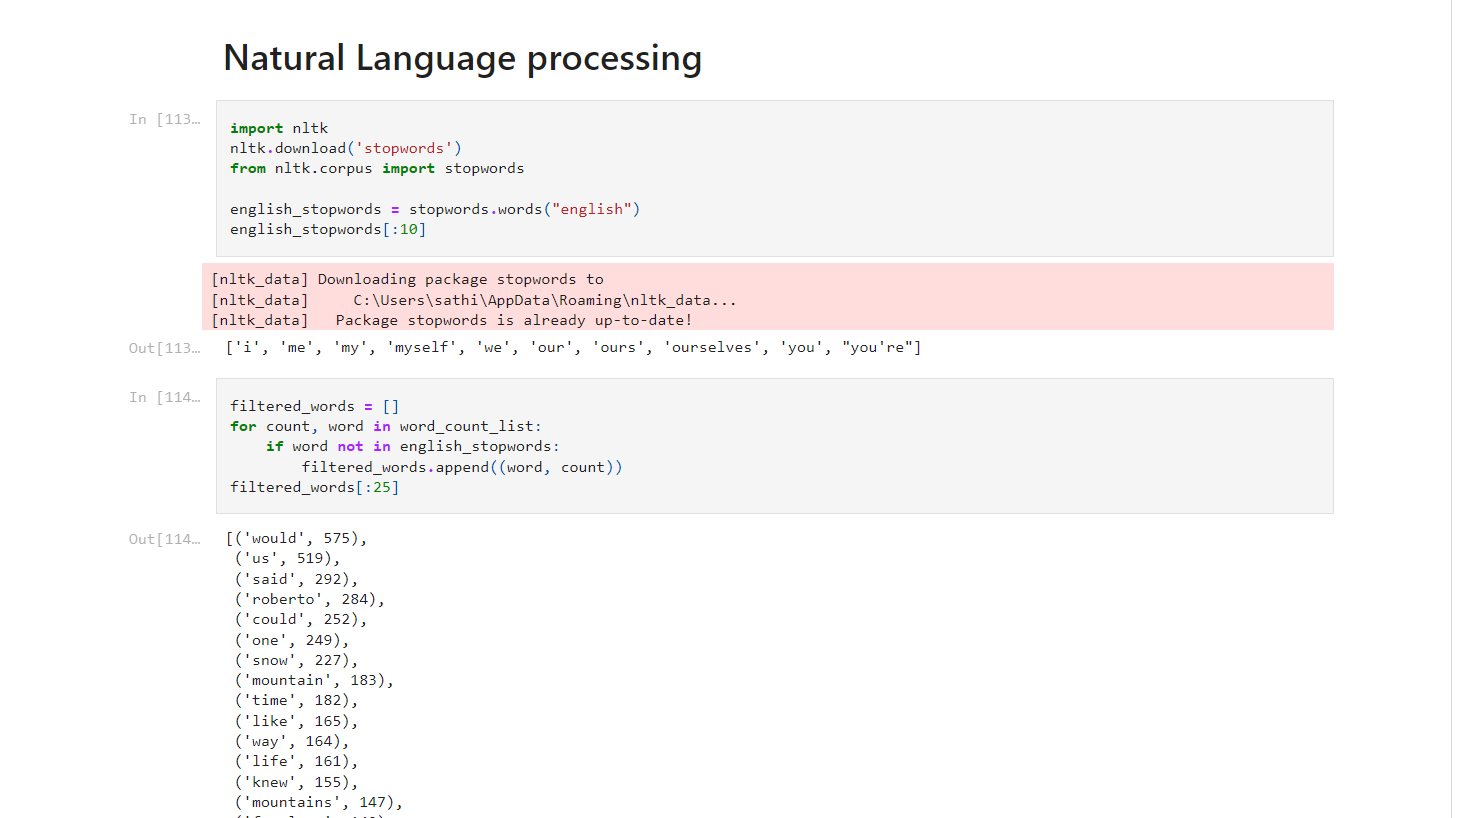 Natural Language processing
In [113…
import nltk
nltk.download('stopwords')
from nltk.corpus import stopwords
english_stopwords = stopwords.words("english")
english_stopwords[:10]
[nltk_data] Downloading package stopwords to
[nltk_data]     C:\Users\sathi\AppData\Roaming\nltk_data...
[nltk_data]   Package stopwords is already up-to-date!
Out[113…
['i', 'me', 'my', 'myself', 'we', 'our', 'ours', 'ourselves', 'you', "you're"]
In [114…
filtered_words = []
for count, word in word_count_list:
    if word not in english_stopwords:
        filtered_words.append((word, count))
filtered_words[:25]
Out[114…
[('would', 575),
 ('us', 519),
 ('said', 292),
 ('roberto', 284),
 ('could', 252),
 ('one', 249),
 ('snow', 227),
 ('mountain', 183),
 ('time', 182),
 ('like', 165),
 ('way', 164),
 ('life', 161),
 ('knew', 155),
 ('mountains', 147),